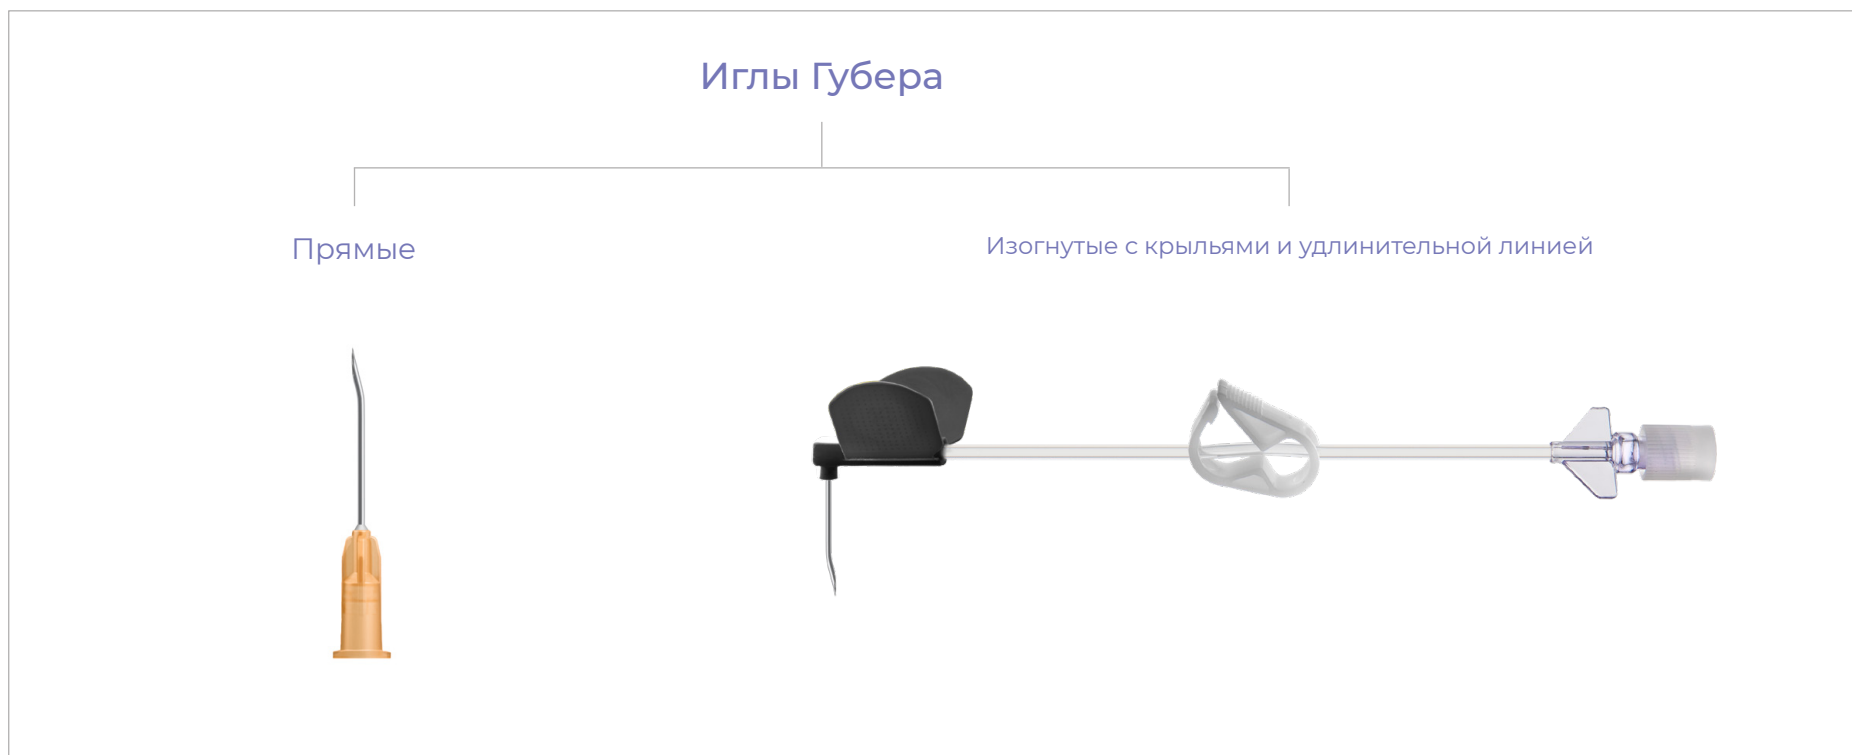 Иглы Губера
Прямые
Изогнутые с крыльями и удлинительной линией